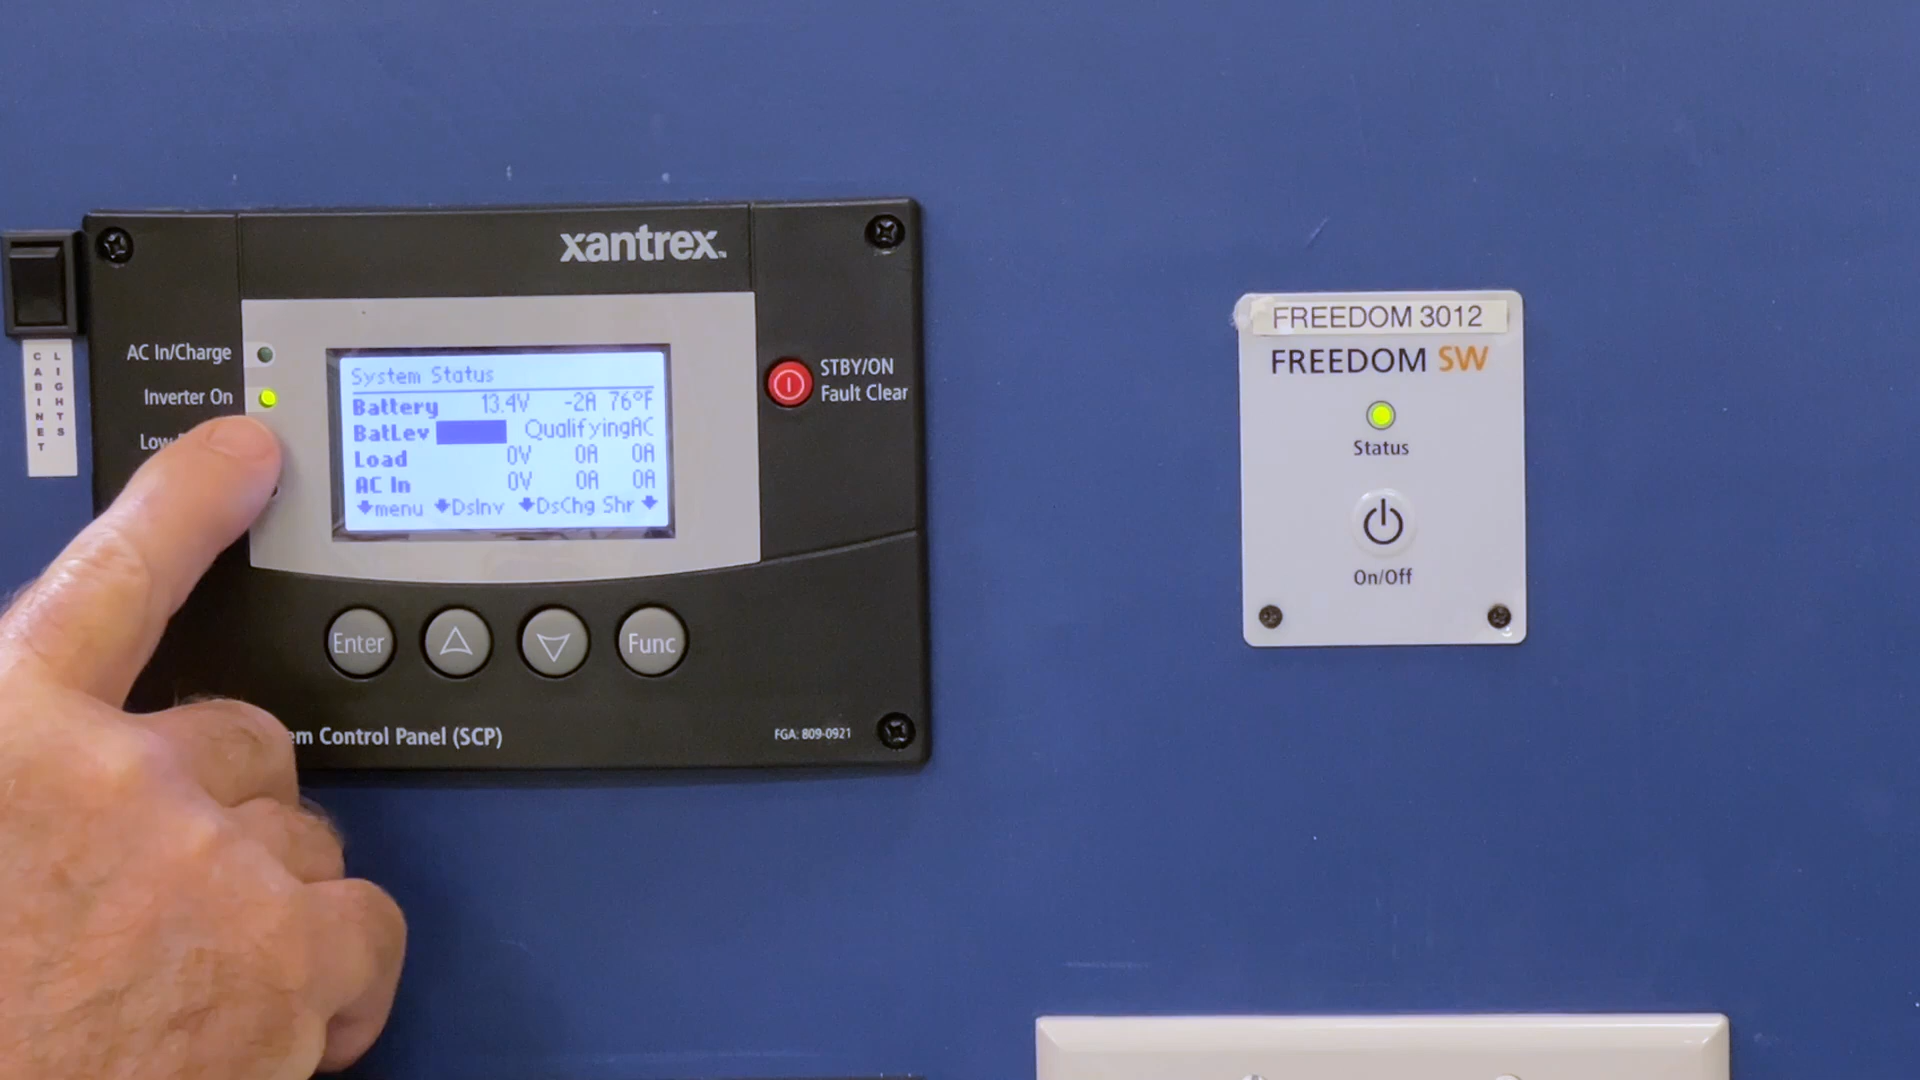 xantrex
AC In/Charge
Inverter On
Low
CABINET
LIGHTS
System Status
Battery 13.4V -2A 76°F
BatLev QualifyingAC
Load 0V 0A 0A
AC In 0V 0A 0A
menu DsInv DsChg Shr
STBY/ON
Fault Clear
Enter
Func
Control Panel (SCP)
FGA: 809-0921
FREEDOM 3012
FREEDOM SW
Status
On/Off